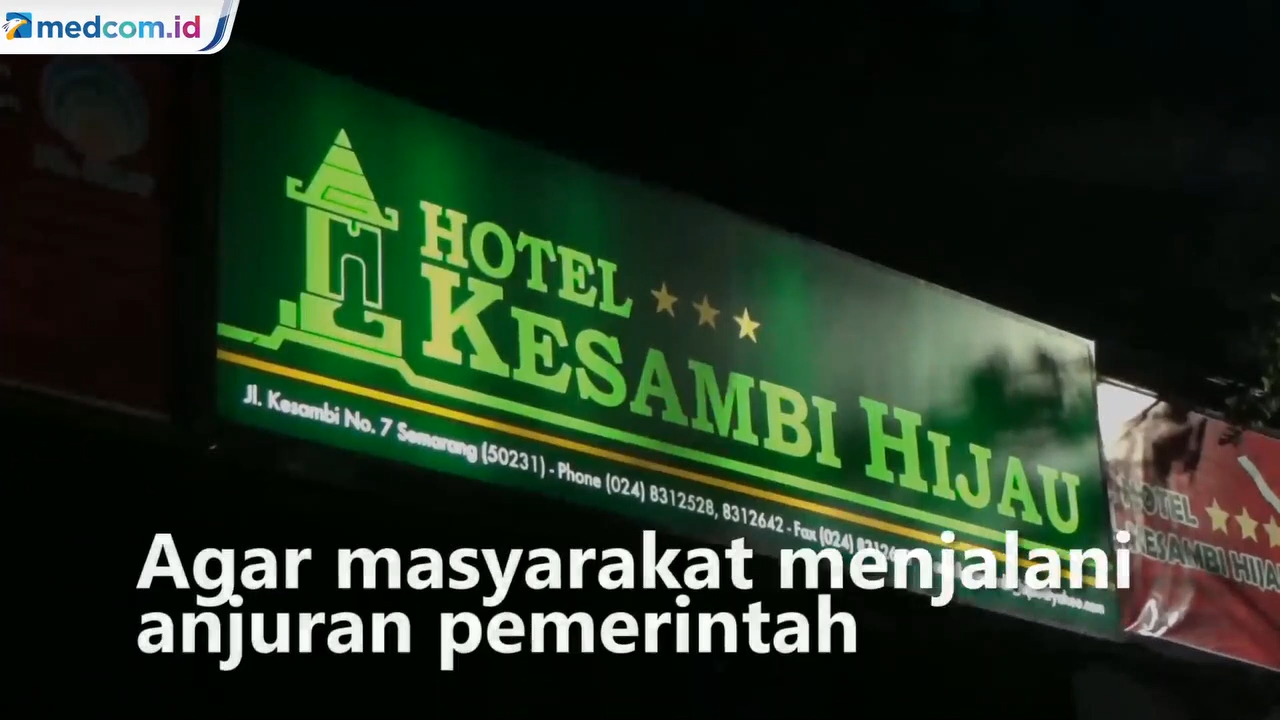 medcom.id
HOTEL
KESAMBI HIJAU
Jl. Kesambi No. 7 Semarang (50231) - Phone (024) 8312528, 8312642 - Fax (024)
Agar masyarakat menjalani
anjuran pemerintah
HOTEL
KESAMBI HIJAU